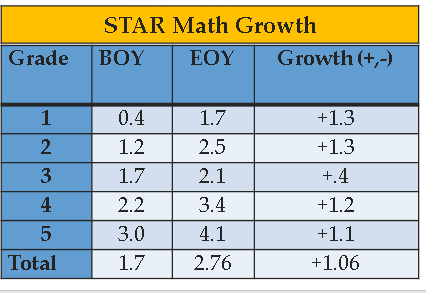 STAR Math Growth
Grade BOY EOY Growth (+,-)
1 0.4 1.7 +1.3
2 1.2 2.5 +1.3
3 1.7 2.1 +.4
4 2.2 3.4 +1.2
5 3.0 4.1 +1.1
Total 1.7 2.76 +1.06